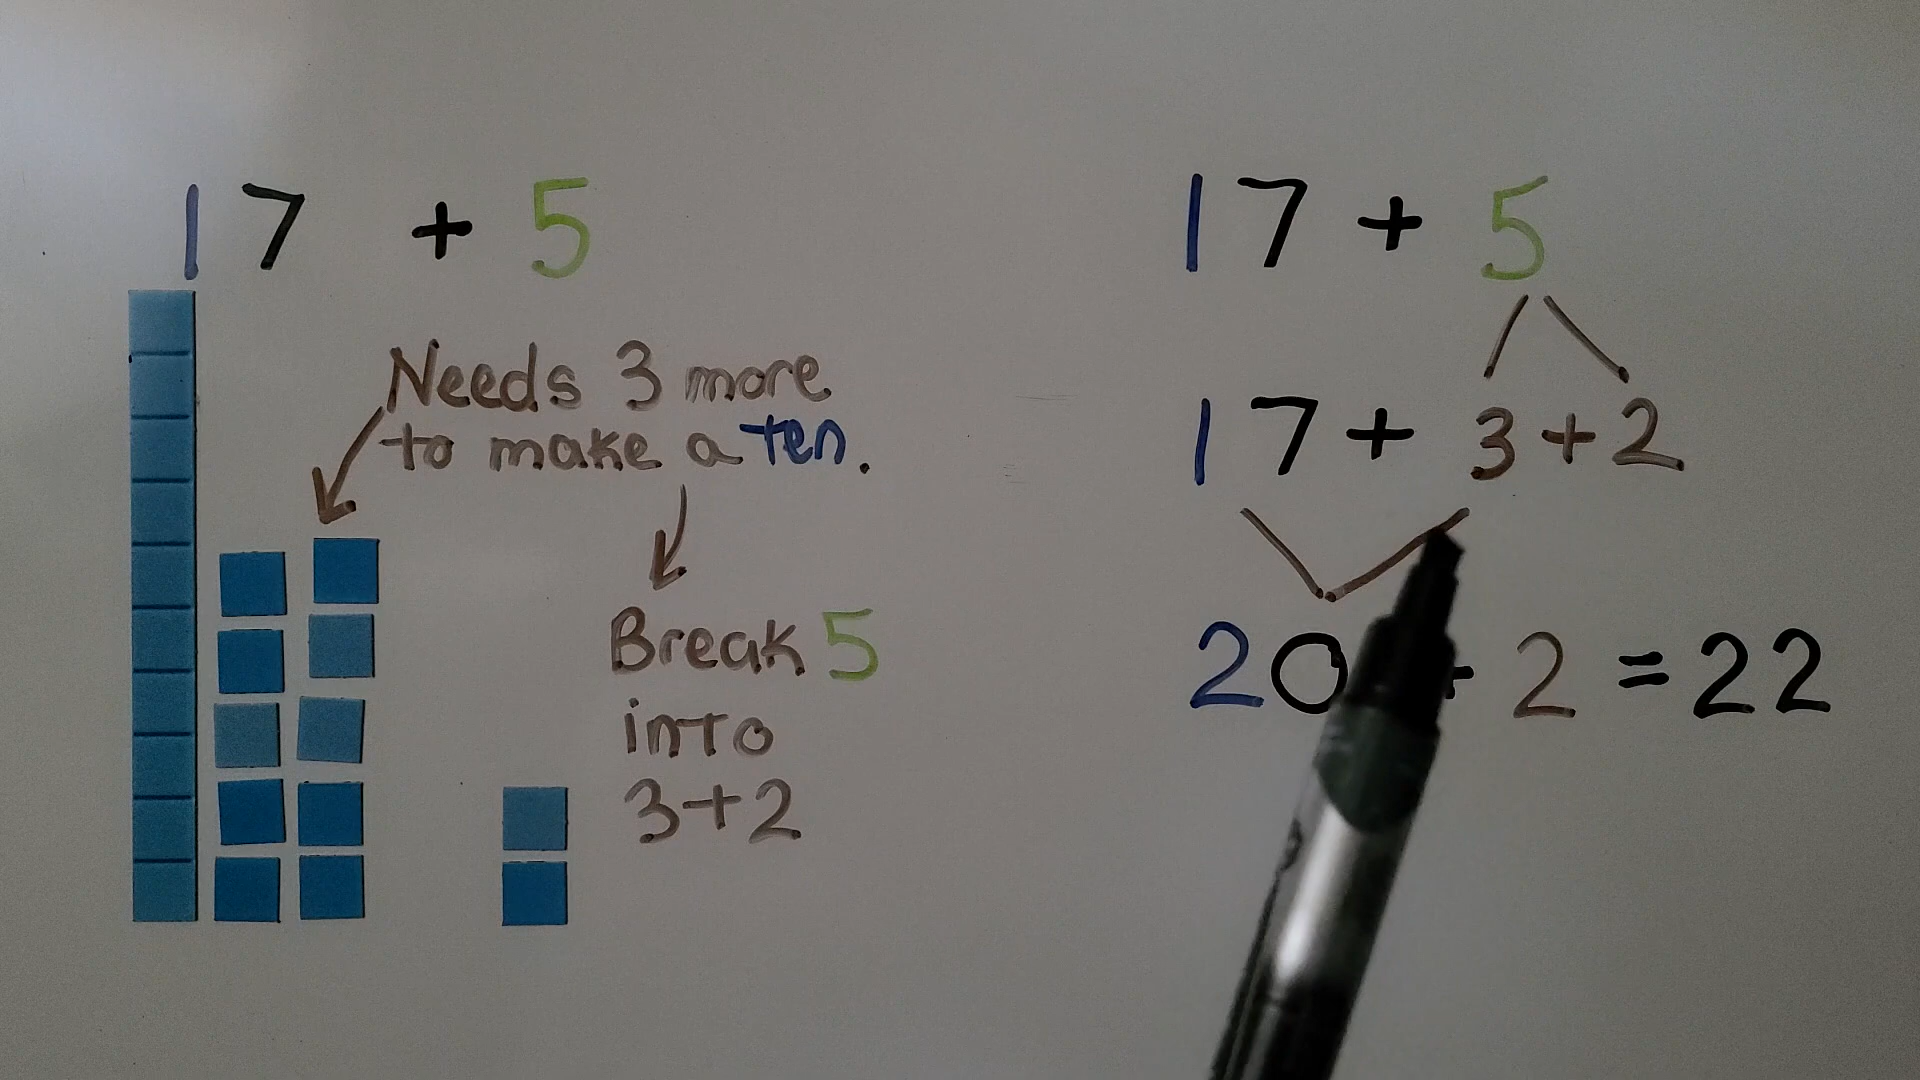 17 + 5
Needs 3 more
to make a ten.
Break 5
into
3+2
17 + 5
17 + 3 + 2
20 + 2 = 22